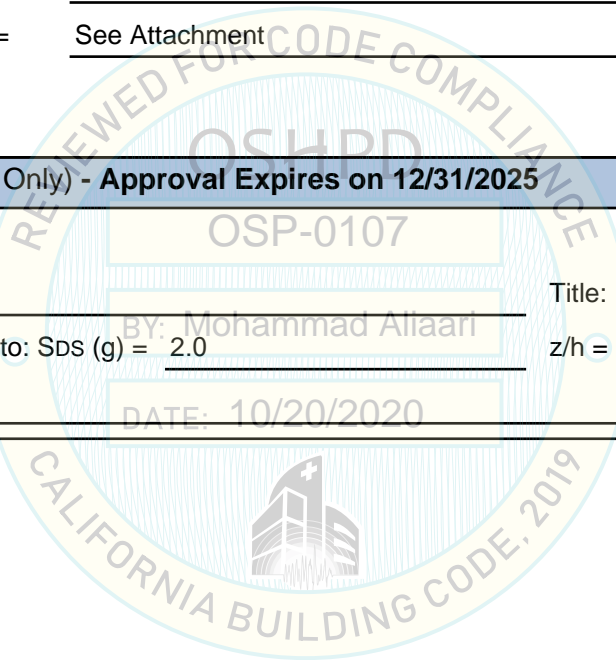 = See Attachment
REVIEWED FOR CODE COMPLIANCE
OSHPD
Only) - Approval Expires on 12/31/2025
OSP-0107
Title:
BY: Mohammad Aliaari
to: SDS (g) = 2.0 z/h =
DATE: 10/20/2020
CALIFORNIA BUILDING CODE, 2019